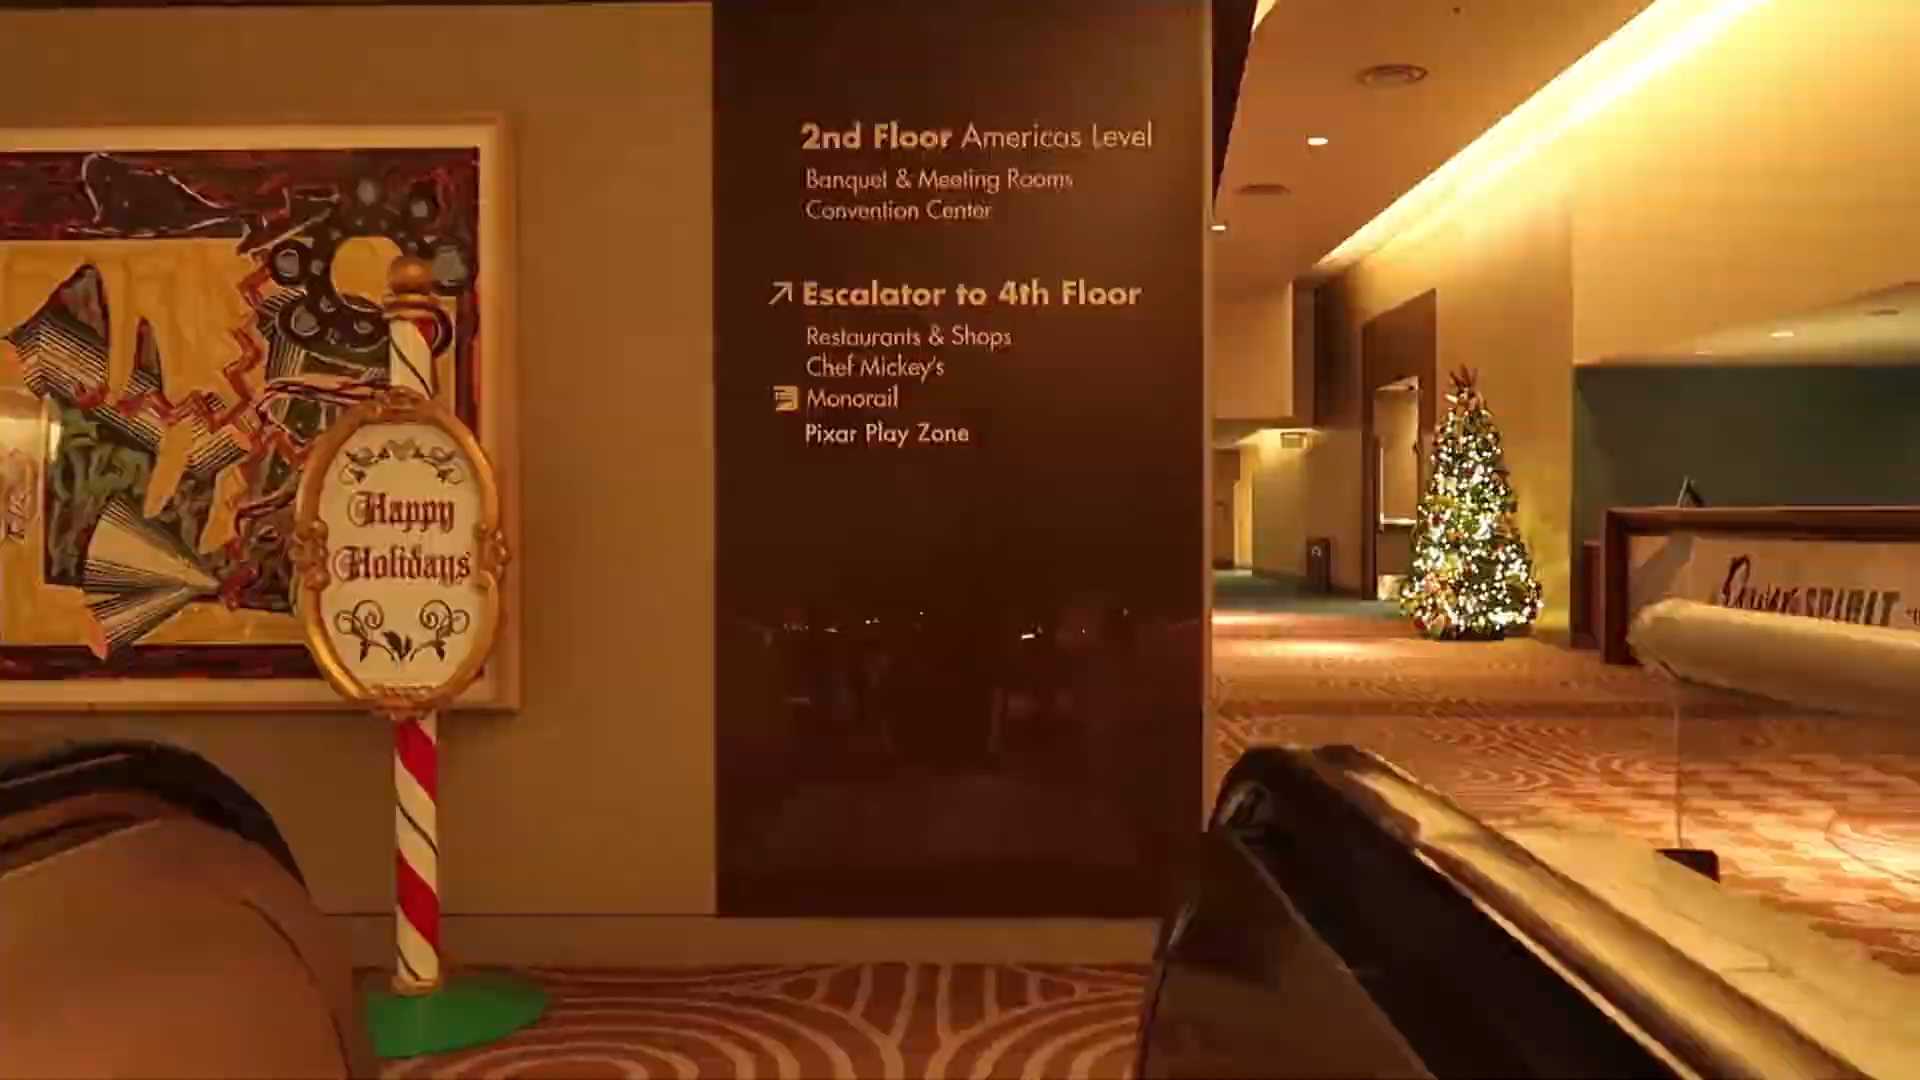 2nd Floor Americas Level
Banquet & Meeting Rooms
Convention Center
Escalator to 4th Floor
Restaurants & Shops
Chef Mickey's
Monorail
Pixar Play Zone
Happy
Holidays
SPIRIT